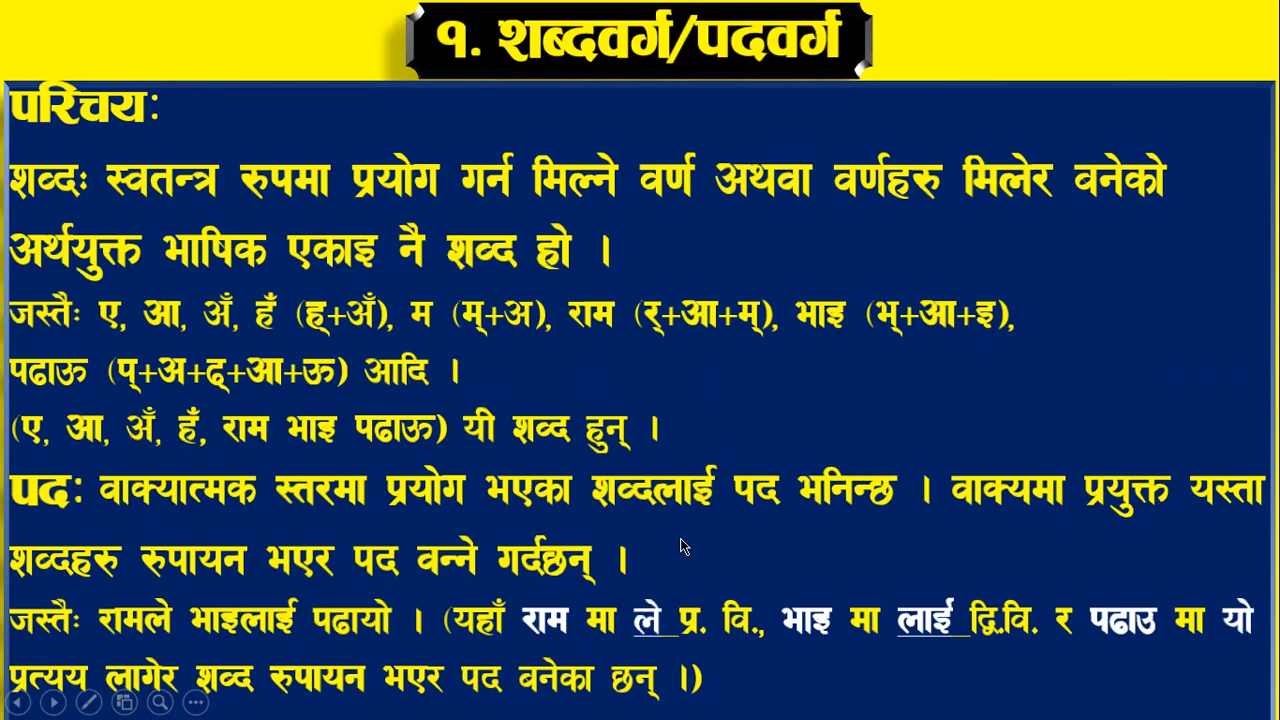 १. शब्दवर्ग/पदवर्ग
परिचय:
शव्दः स्वतन्त्र रुपमा प्रयोग गर्न मिल्ने वर्ण अथवा वर्णहरु मिलेर वनेको
अर्थयुक्त भाषिक एकाइ नै शव्द हो ।
जस्तैः ए, आ, अँ, हँ (ह्+अँ), म (म्+अ), राम (र्+आ+म्), भाइ (भ्+आ+इ),
पढाऊ (प्+अ+ढ्+आ+ऊ) आदि ।
(ए, आ, अँ, हँ, राम भाइ पढाऊ) यी शव्द हुन् ।
पद: वाक्यात्मक स्तरमा प्रयोग भएका शव्दलाई पद भनिन्छ । वाक्यमा प्रयुक्त यस्ता
शव्दहरु रुपायन भएर पद वन्ने गर्दछन् ।
जस्तैः रामले भाइलाई पढायो । (यहाँ राम मा ले प्र. वि., भाइ मा लाई द्वि.वि. र पढाउ मा यो
प्रत्यय लागेर शव्द रुपायन भएर पद बनेका छन् ।)